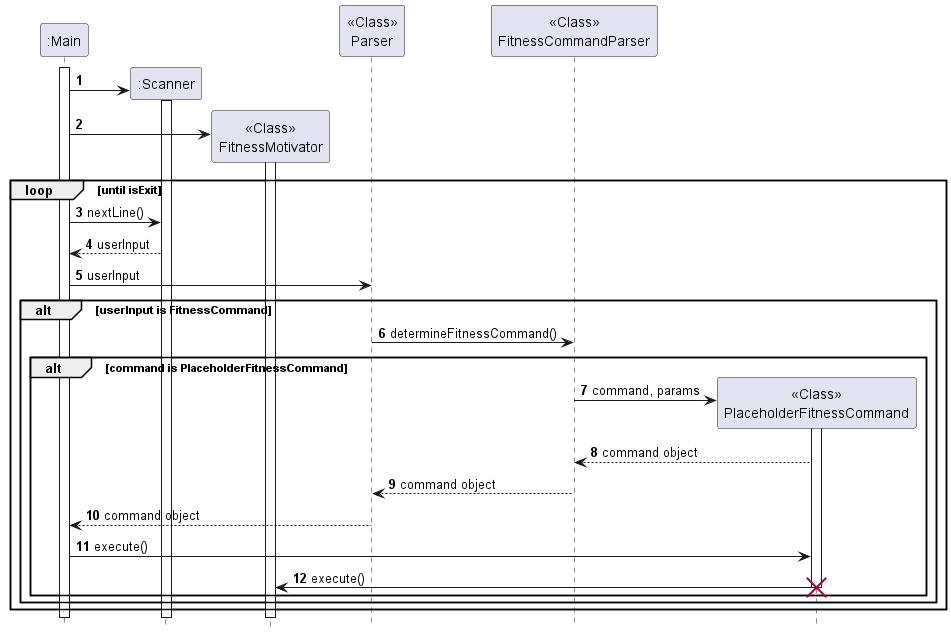 «Class»
«Class»
:Main
Parser
FitnessCommandParser
1
:Scanner
2
«Class»
FitnessMotivator
loop
[until isExit]
3 nextLine()
4 userInput
5 userInput
alt
[userInput is FitnessCommand]
6 determineFitnessCommand()
alt
[command is PlaceholderFitnessCommand]
7 command, params
«Class»
PlaceholderFitnessCommand
8 command object
9 command object
10 command object
11 execute()
12 execute()